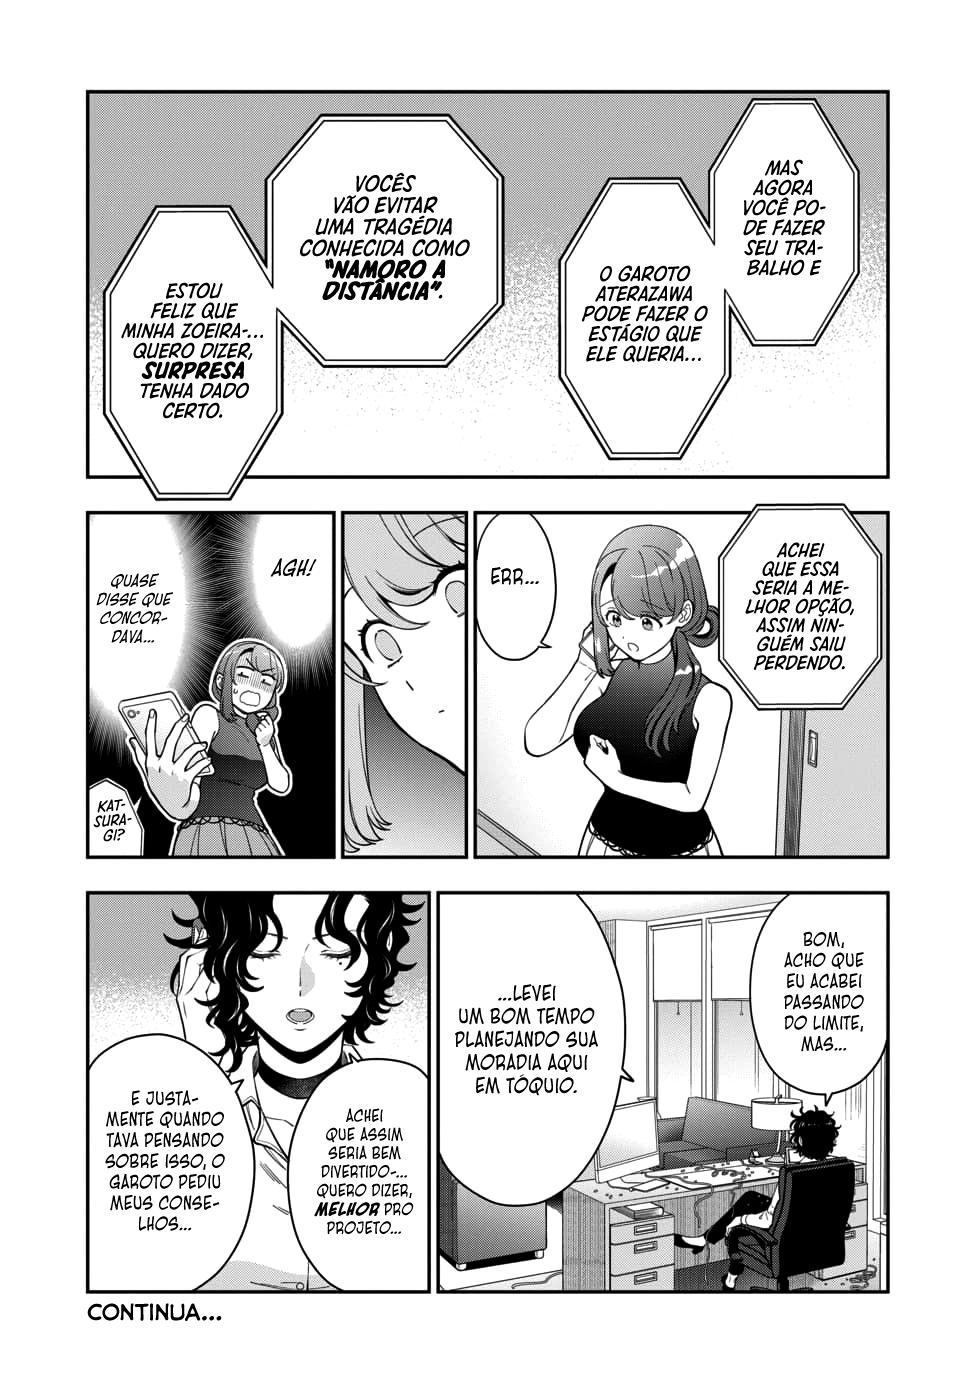 MAS
AGORA
VOCÊ PO-
DE FAZER
SEU TRA-
BALHO E
O GAROTO
ATERAZAWA
PODE FAZER O
ESTÁGIO QUE
ELE QUERIA...
VOCÊS
VÃO EVITAR
UMA TRAGÉDIA
CONHECIDA COMO
"NAMORO A
DISTÂNCIA".
ESTOU
FELIZ QUE
MINHA ZOEIRA-...
QUERO DIZER,
SURPRESA
TENHA DADO
CERTO.
ACHEI
QUE ESSA
SERIA A ME-
LHOR OPÇÃO,
ASSIM NIN-
GUÉM SAIU
PERDENDO.
ERR...
AGH!
QUASE
DISSE QUE
CONCOR-
DAVA...
KAT-
SURA-
GI?
BOM,
ACHO QUE
EU ACABEI
PASSANDO
DO LIMITE,
MAS...
...LEVEI
UM BOM TEMPO
PLANEJANDO SUA
MORADIA AQUI
EM TÓQUIO.
ACHEI
QUE ASSIM
SERIA BEM
DIVERTIDO-...
QUERO DIZER,
MELHOR PRO
PROJETO...
E JUSTA-
MENTE QUANDO
TAVA PENSANDO
SOBRE ISSO, O
GAROTO PEDIU
MEUS CONSE-
LHOS...
CONTINUA...